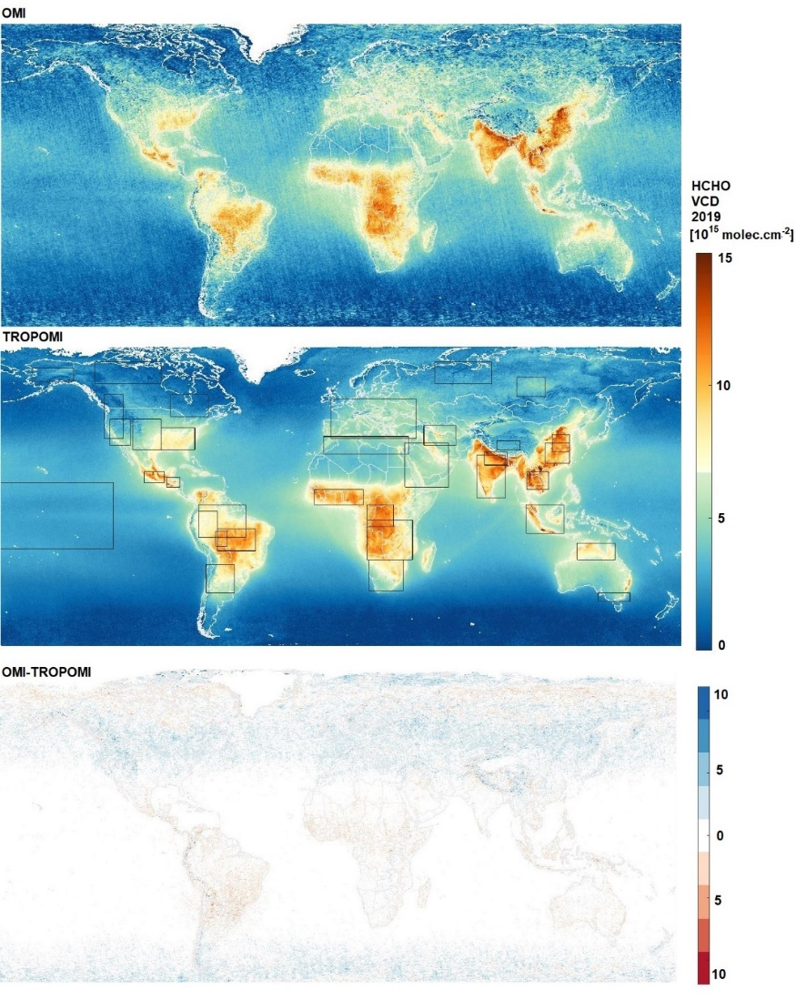 OMI
HCHO
VCD
2019
[10¹⁵ molec.cm⁻²]
15
TROPOMI
10
5
0
OMI-TROPOMI
10
5
0
5
10